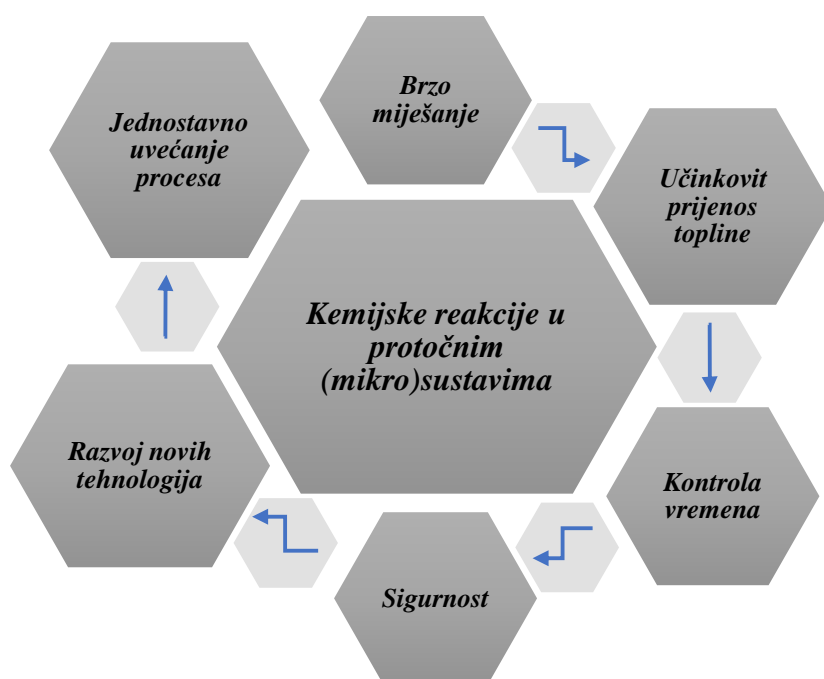 Brzo
miješanje
Jednostavno
uvećanje
procesa
Učinkovit
prijenos
topline
Kemijske reakcije u
protočnim
(mikro)sustavima
Razvoj novih
tehnologija
Kontrola
vremena
Sigurnost